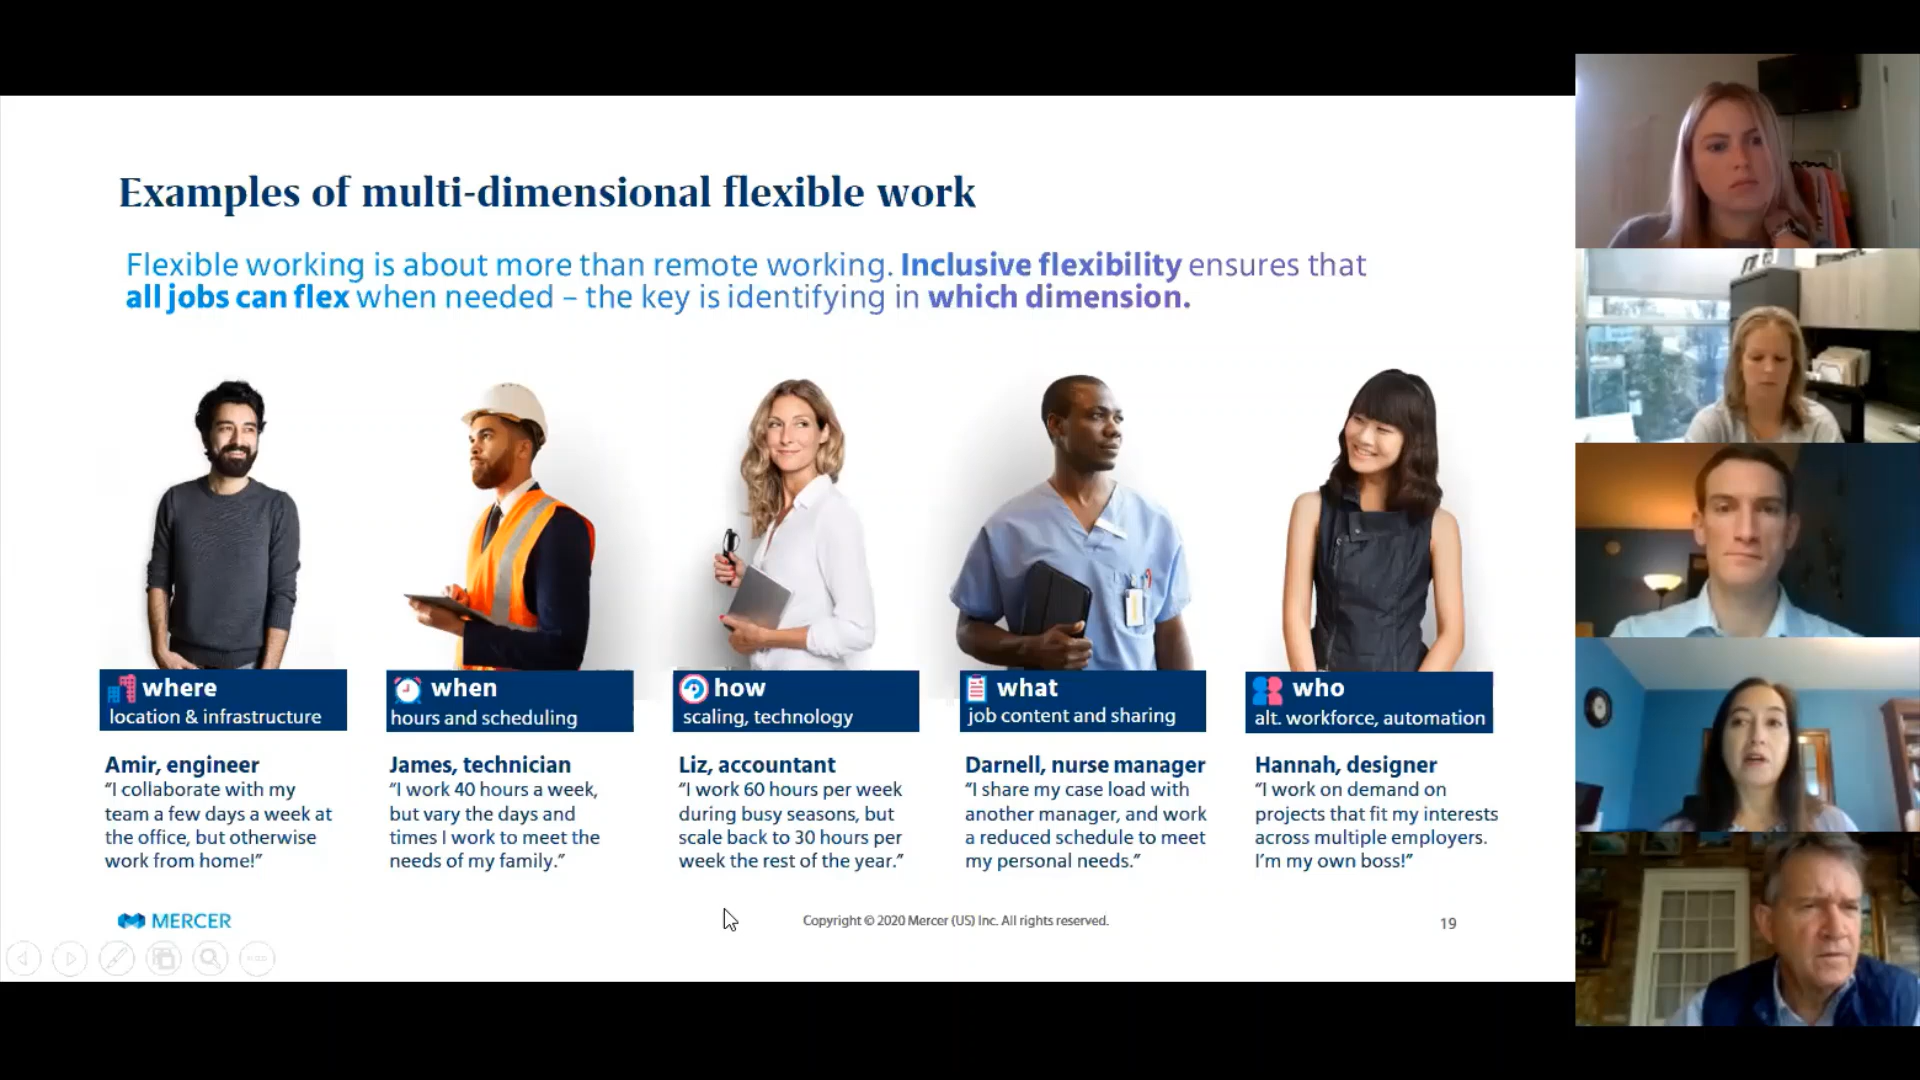 Examples of multi-dimensional flexible work
Flexible working is about more than remote working. Inclusive flexibility ensures that
all jobs can flex when needed – the key is identifying in which dimension.
where
location & infrastructure
Amir, engineer
“I collaborate with my
team a few days a week at
the office, but otherwise
work from home!”
when
hours and scheduling
James, technician
“I work 40 hours a week,
but vary the days and
times I work to meet the
needs of my family.”
how
scaling, technology
Liz, accountant
“I work 60 hours per week
during busy seasons, but
scale back to 30 hours per
week the rest of the year.”
what
job content and sharing
Darnell, nurse manager
“I share my case load with
another manager, and work
a reduced schedule to meet
my personal needs.”
who
alt. workforce, automation
Hannah, designer
“I work on demand on
projects that fit my interests
across multiple employers.
I’m my own boss!”
MERCER
Copyright © 2020 Mercer (US) Inc. All rights reserved.
19